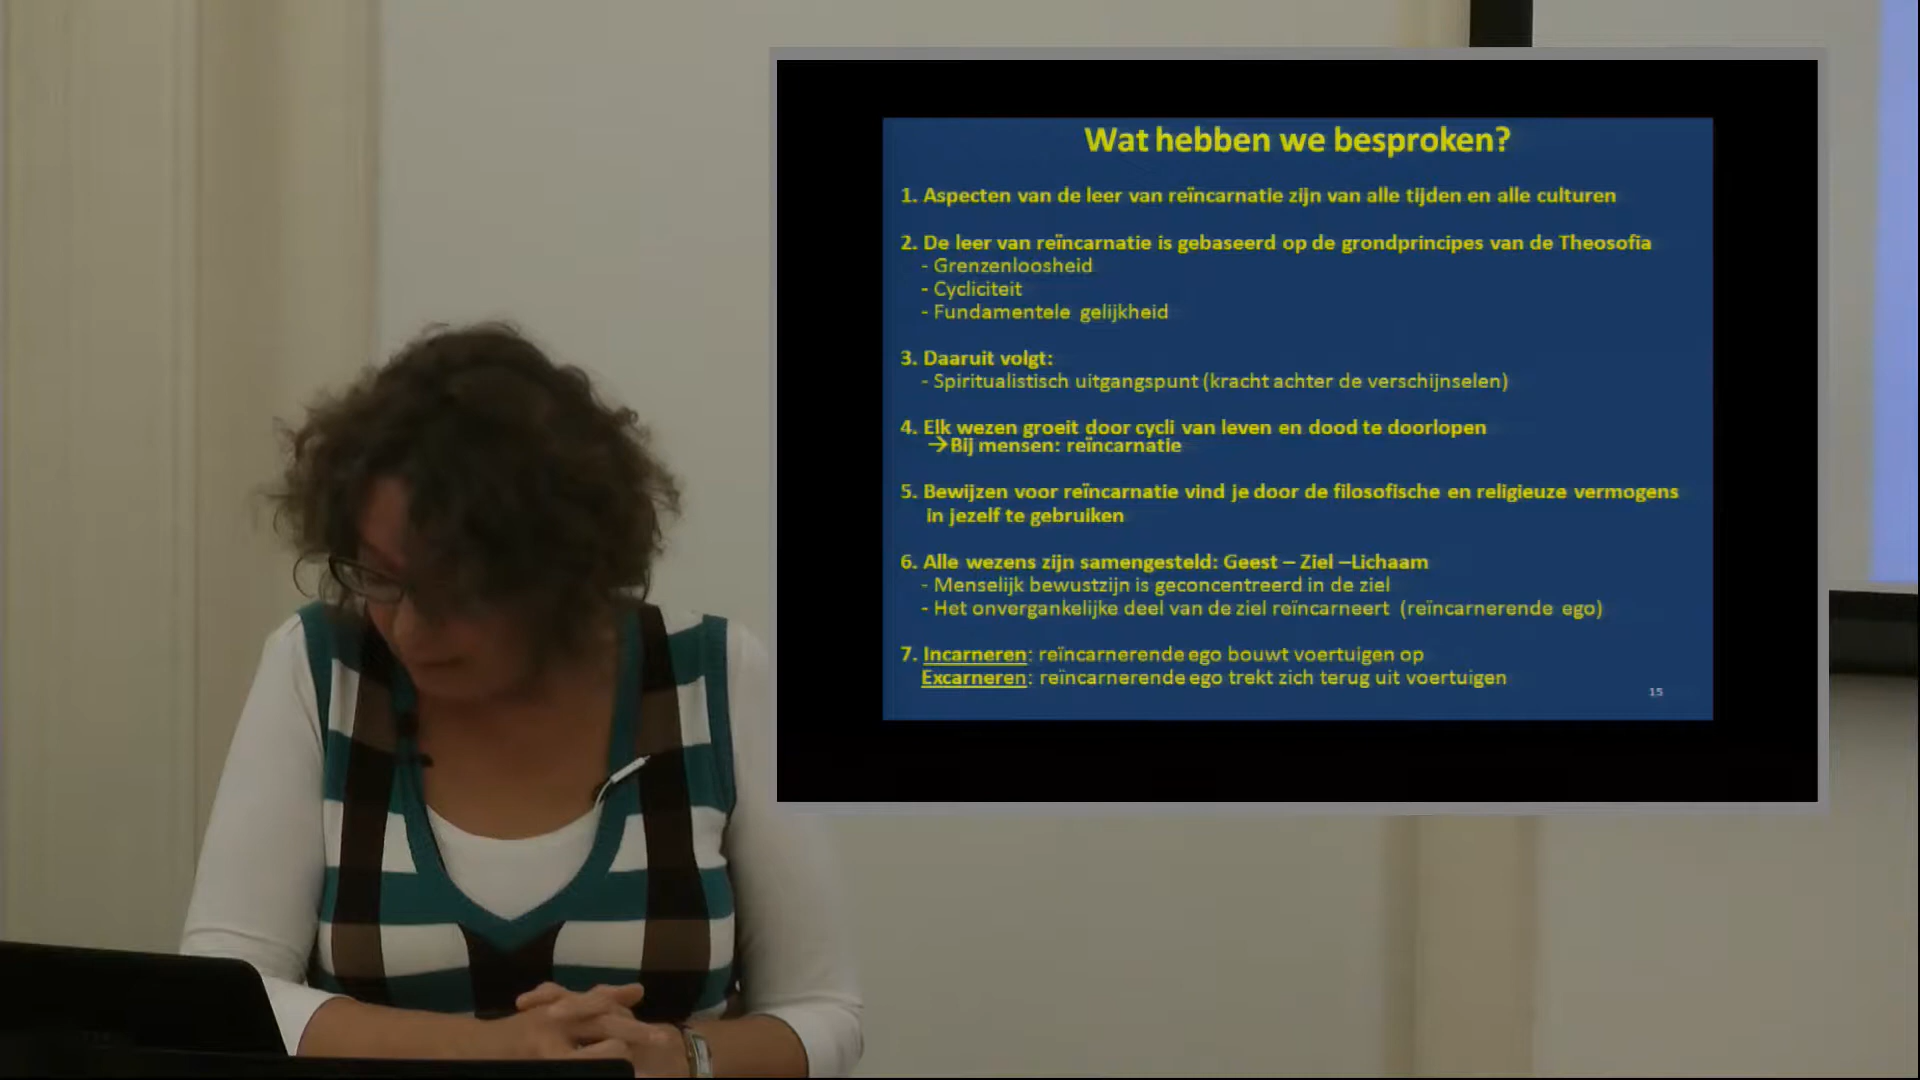 Wat hebben we besproken?
1. Aspecten van de leer van reïncarnatie zijn van alle tijden en alle culturen
2. De leer van reïncarnatie is gebaseerd op de grondprincipes van de Theosofia
- Grenzenloosheid
- Cycliciteit
- Fundamentele gelijkheid
3. Daaruit volgt:
- Spiritualistisch uitgangspunt (kracht achter de verschijnselen)
4. Elk wezen groeit door cycli van leven en dood te doorlopen
→Bij mensen: reïncarnatie
5. Bewijzen voor reïncarnatie vind je door de filosofische en religieuze vermogens
in jezelf te gebruiken
6. Alle wezens zijn samengesteld: Geest – Ziel –Lichaam
- Menselijk bewustzijn is geconcentreerd in de ziel
- Het onvergankelijke deel van de ziel reïncarneert (reïncarnerende ego)
7. Incarneren: reïncarnerende ego bouwt voertuigen op
Excarneren: reïncarnerende ego trekt zich terug uit voertuigen
15